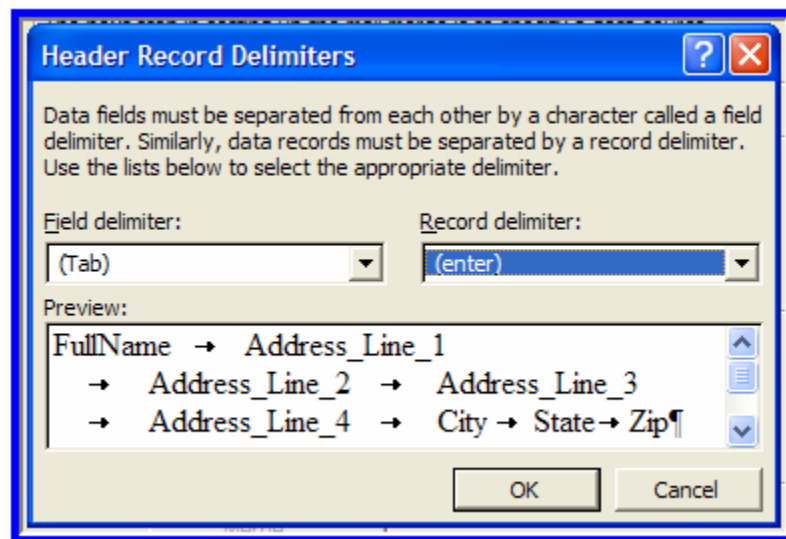 Header Record Delimiters
Data fields must be separated from each other by a character called a field
delimiter. Similarly, data records must be separated by a record delimiter.
Use the lists below to select the appropriate delimiter.
Field delimiter: Record delimiter:
(Tab) (enter)
Preview:
FullName → Address_Line_1
→ Address_Line_2 → Address_Line_3
→ Address_Line_4 → City → State → Zip¶
OK Cancel